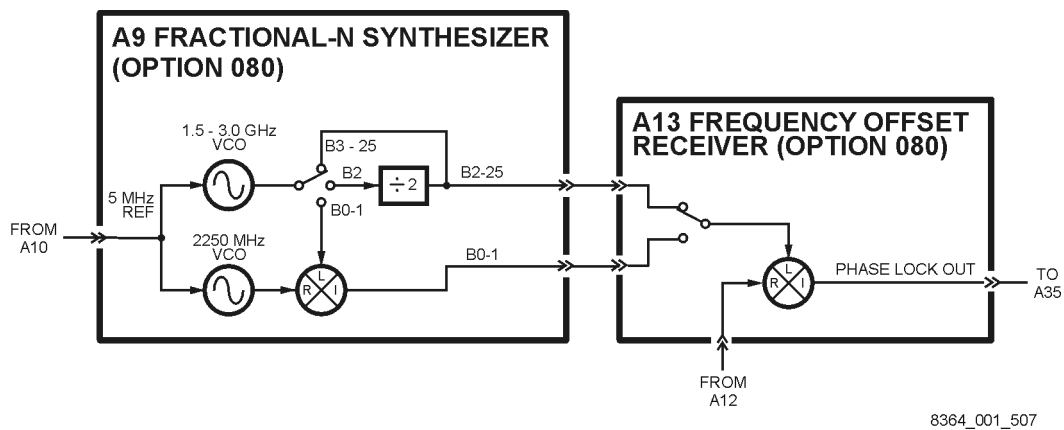 A9 FRACTIONAL-N SYNTHESIZER
(OPTION 080)
1.5 - 3.0 GHz
VCO
B3 - 25
B2
÷2
B2-25
5 MHz
REF
B0-1
FROM
A10
2250 MHz
VCO
L
R
I
B0-1
A13 FREQUENCY OFFSET
RECEIVER (OPTION 080)
L
R
I
PHASE LOCK OUT
TO
A35
FROM
A12
8364_001_507